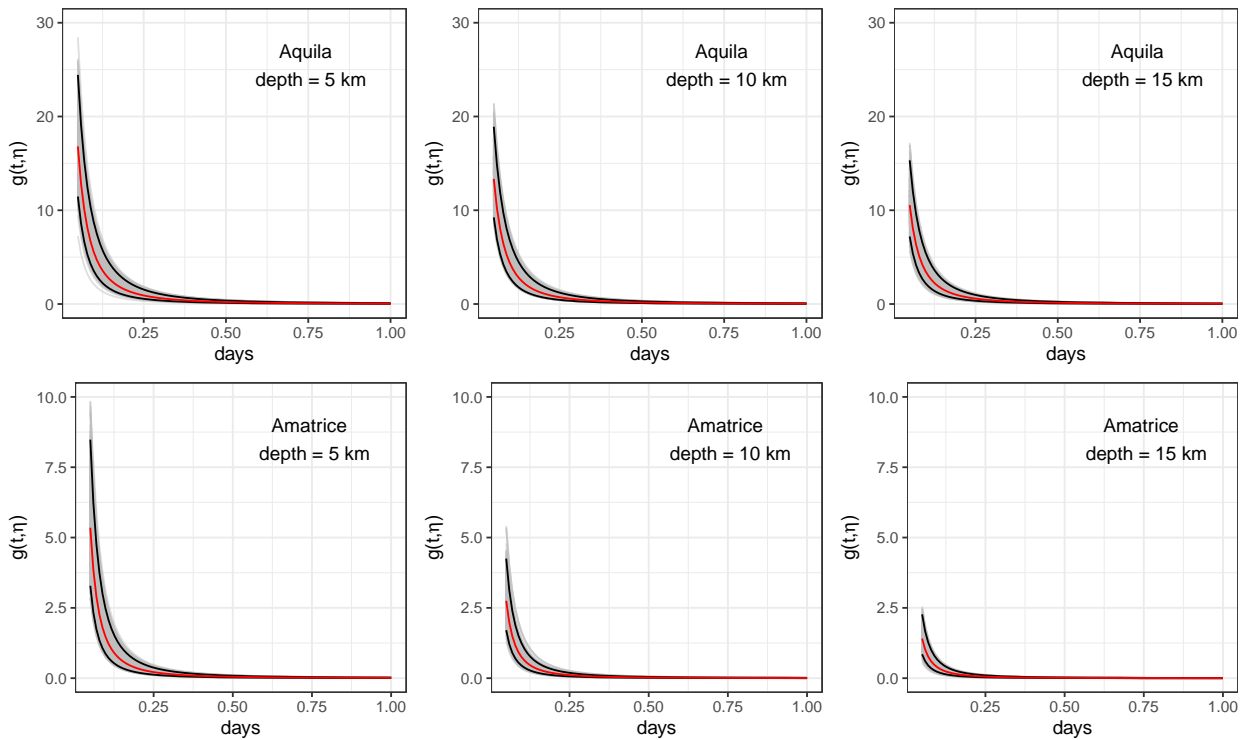 30
20
10
0
g(t,η)
Aquila
depth = 5 km
0.25 0.50 0.75 1.00
days
30
20
10
0
g(t,η)
Aquila
depth = 10 km
0.25 0.50 0.75 1.00
days
30
20
10
0
g(t,η)
Aquila
depth = 15 km
0.25 0.50 0.75 1.00
days
10.0
7.5
5.0
2.5
0.0
g(t,η)
Amatrice
depth = 5 km
0.25 0.50 0.75 1.00
days
10.0
7.5
5.0
2.5
0.0
g(t,η)
Amatrice
depth = 10 km
0.25 0.50 0.75 1.00
days
10.0
7.5
5.0
2.5
0.0
g(t,η)
Amatrice
depth = 15 km
0.25 0.50 0.75 1.00
days